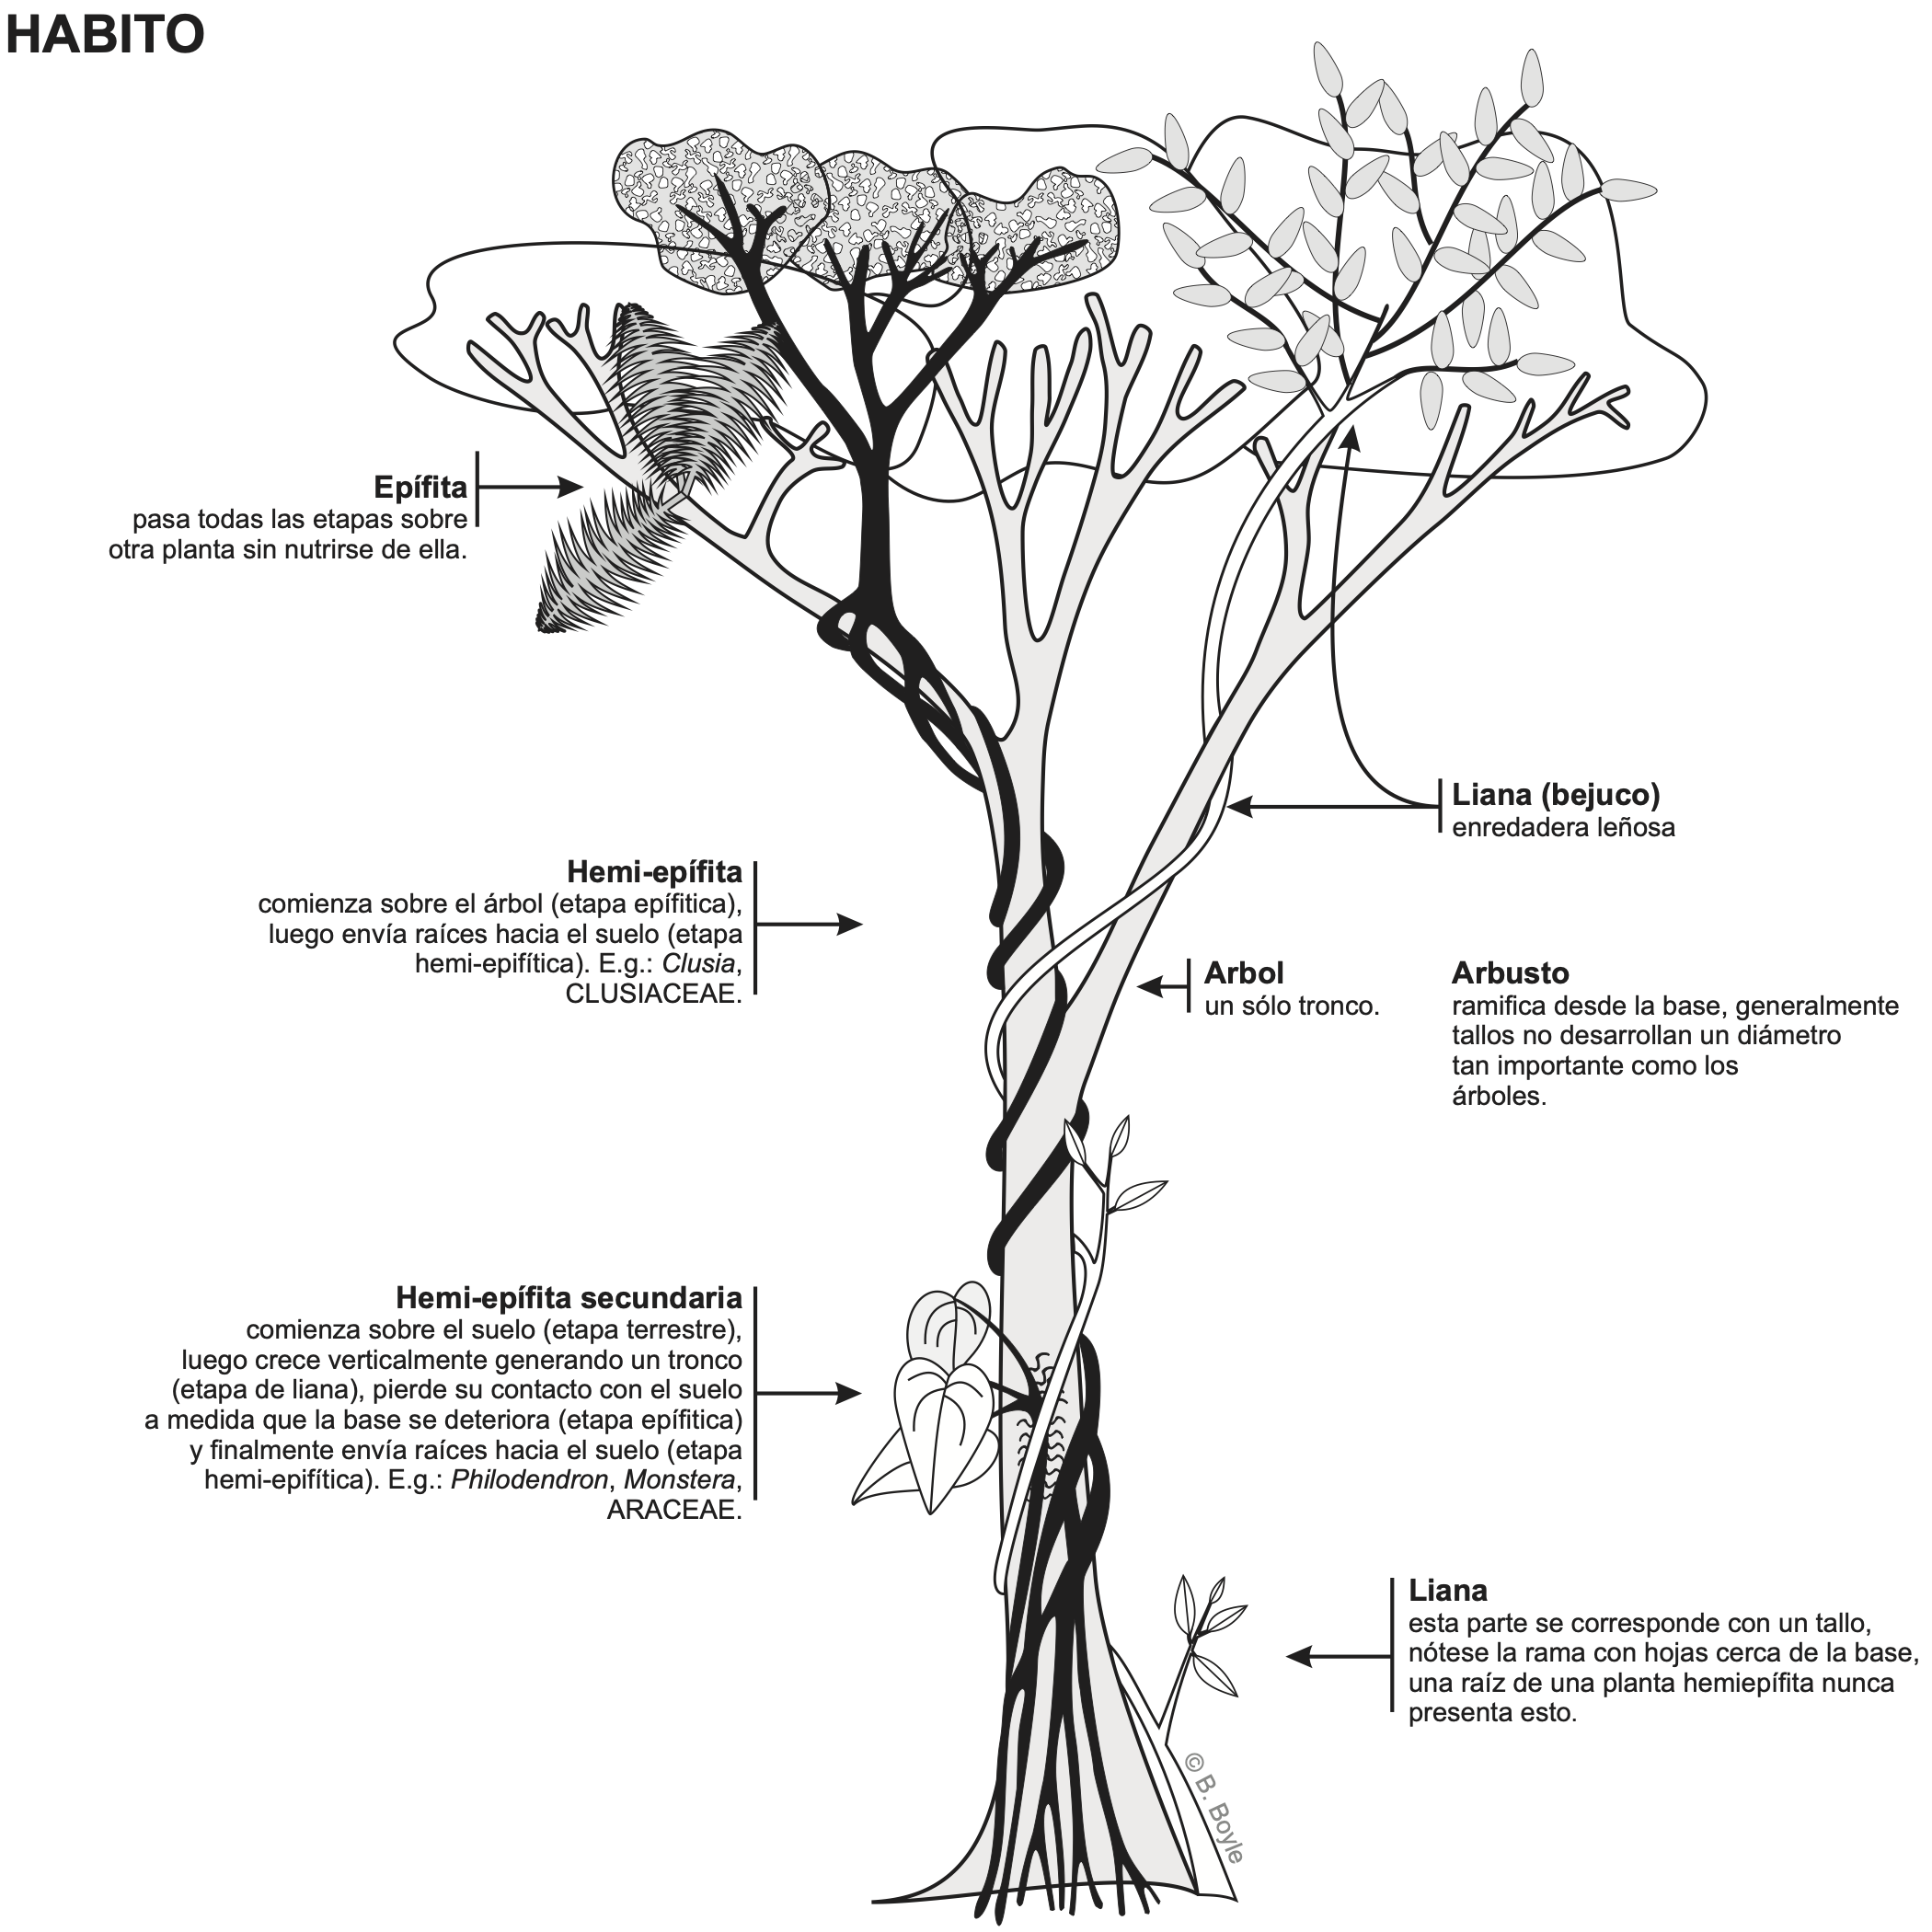 HABITO
Epífita
pasa todas las etapas sobre
otra planta sin nutrirse de ella.
Liana (bejuco)
enredadera leñosa
Hemi-epífita
comienza sobre el árbol (etapa epífitica),
luego envía raíces hacia el suelo (etapa
hemi-epifítica). E.g.: Clusia,
CLUSIACEAE.
Arbol
un sólo tronco.
Arbusto
ramifica desde la base, generalmente
tallos no desarrollan un diámetro
tan importante como los
árboles.
Hemi-epífita secundaria
comienza sobre el suelo (etapa terrestre),
luego crece verticalmente generando un tronco
(etapa de liana), pierde su contacto con el suelo
a medida que la base se deteriora (etapa epífitica)
y finalmente envía raíces hacia el suelo (etapa
hemi-epifítica). E.g.: Philodendron, Monstera,
ARACEAE.
Liana
esta parte se corresponde con un tallo,
nótese la rama con hojas cerca de la base,
una raíz de una planta hemiepífita nunca
presenta esto.
© B. Boyle